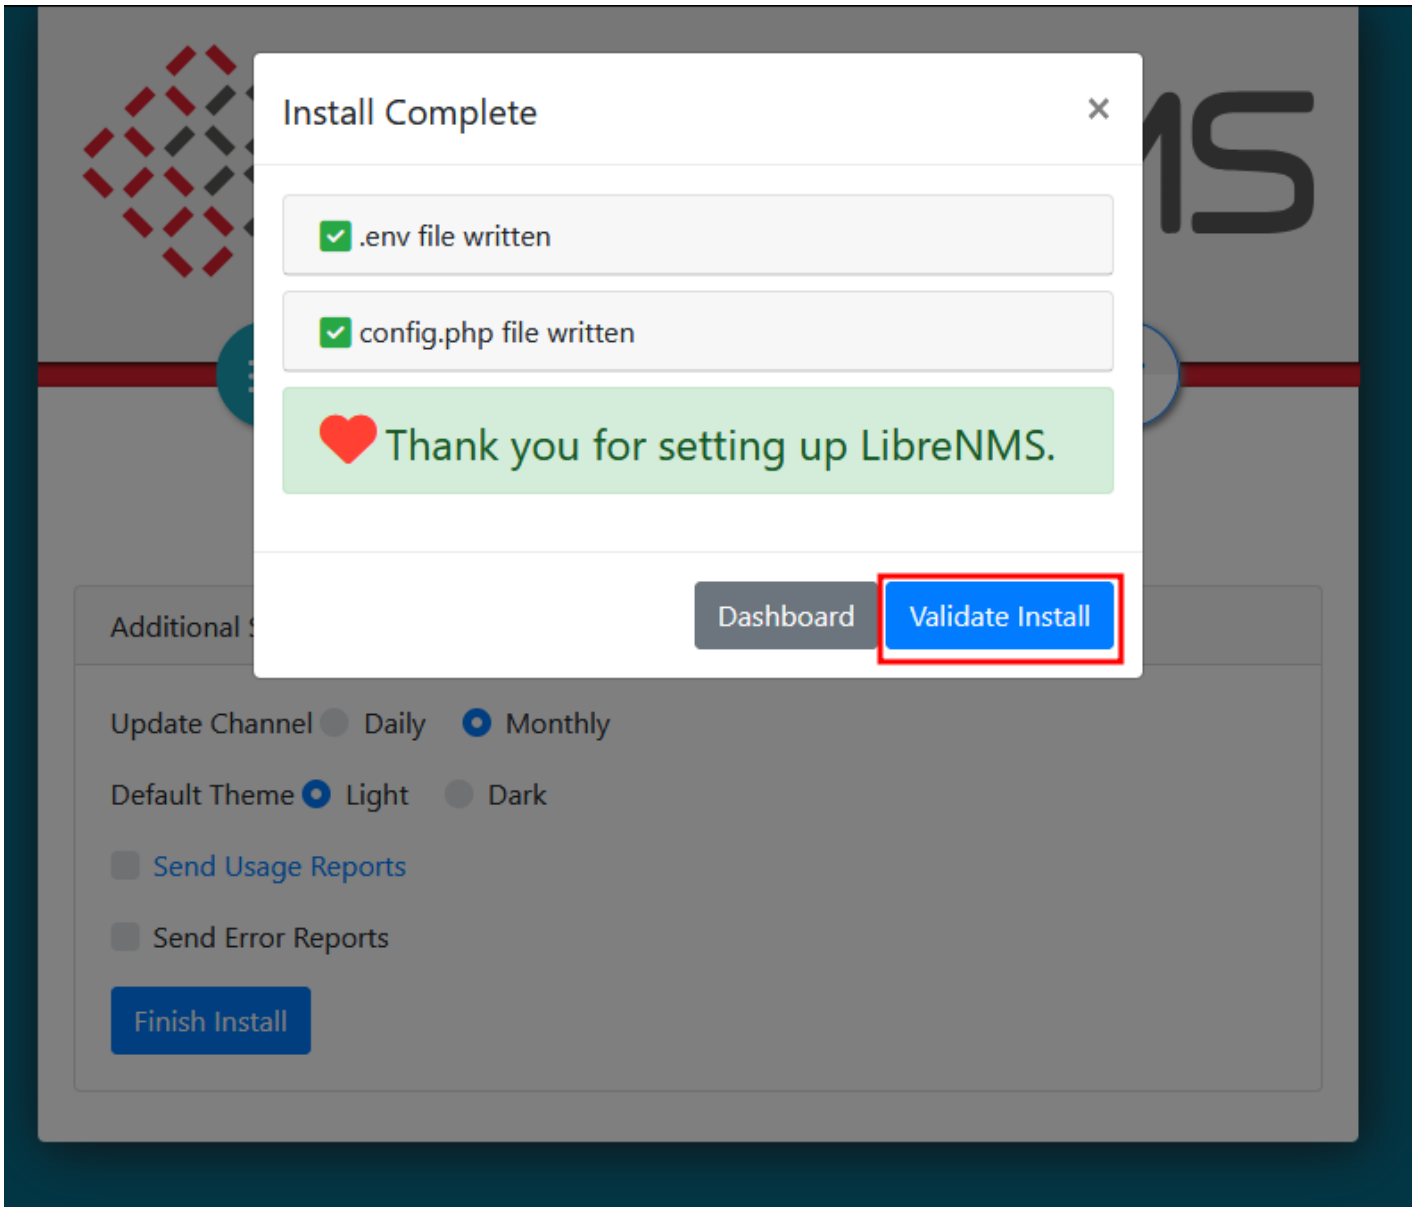 Install Complete
×
.env file written
config.php file written
Thank you for setting up LibreNMS.
Dashboard Validate Install
MS
Additional
Update Channel Daily Monthly
Default Theme Light Dark
Send Usage Reports
Send Error Reports
Finish Install